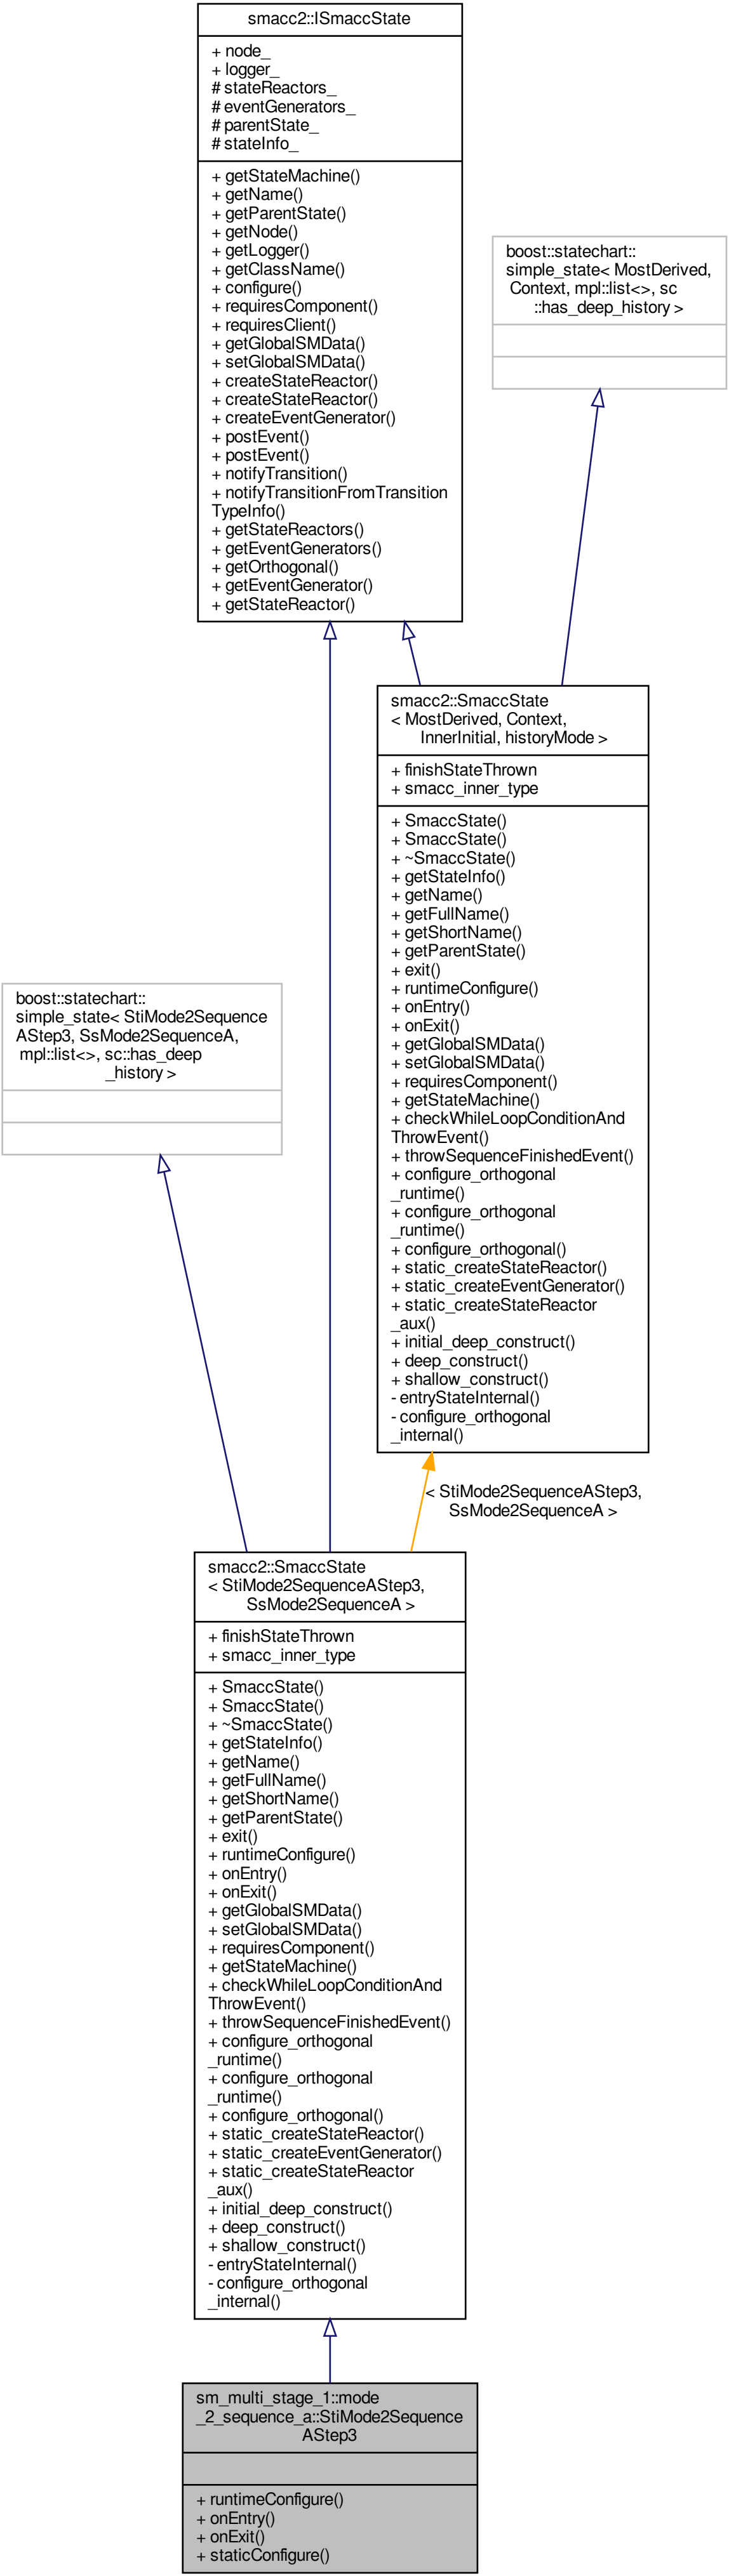 smacc2::ISmaccState
+ node_
+ logger_
# stateReactors_
# eventGenerators_
# parentState_
# stateInfo_
+ getStateMachine()
+ getName()
+ getParentState()
+ getNode()
+ getLogger()
+ getClassName()
+ configure()
+ requiresComponent()
+ requiresClient()
+ getGlobalSMData()
+ setGlobalSMData()
+ createStateReactor()
+ createStateReactor()
+ createEventGenerator()
+ postEvent()
+ postEvent()
+ notifyTransition()
+ notifyTransitionFromTransition
TypeInfo()
+ getStateReactors()
+ getEventGenerators()
+ getOrthogonal()
+ getEventGenerator()
+ getStateReactor()
boost::statechart::
simple_state< MostDerived,
Context, mpl::list<>, sc
::has_deep_history >
smacc2::SmaccState
< MostDerived, Context,
InnerInitial, historyMode >
+ finishStateThrown
+ smacc_inner_type
+ SmaccState()
+ SmaccState()
+ ~SmaccState()
+ getStateInfo()
+ getName()
+ getFullName()
+ getShortName()
+ getParentState()
+ exit()
+ runtimeConfigure()
+ onEntry()
+ onExit()
+ getGlobalSMData()
+ setGlobalSMData()
+ requiresComponent()
+ getStateMachine()
+ checkWhileLoopConditionAnd
ThrowEvent()
+ throwSequenceFinishedEvent()
+ configure_orthogonal
_runtime()
+ configure_orthogonal
_runtime()
+ configure_orthogonal()
+ static_createStateReactor()
+ static_createEventGenerator()
+ static_createStateReactor
_aux()
+ initial_deep_construct()
+ deep_construct()
+ shallow_construct()
- entryStateInternal()
- configure_orthogonal
_internal()
boost::statechart::
simple_state< StiMode2Sequence
AStep3, SsMode2SequenceA,
mpl::list<>, sc::has_deep
_history >
< StiMode2SequenceAStep3,
SsMode2SequenceA >
smacc2::SmaccState
< StiMode2SequenceAStep3,
SsMode2SequenceA >
+ finishStateThrown
+ smacc_inner_type
+ SmaccState()
+ SmaccState()
+ ~SmaccState()
+ getStateInfo()
+ getName()
+ getFullName()
+ getShortName()
+ getParentState()
+ exit()
+ runtimeConfigure()
+ onEntry()
+ onExit()
+ getGlobalSMData()
+ setGlobalSMData()
+ requiresComponent()
+ getStateMachine()
+ checkWhileLoopConditionAnd
ThrowEvent()
+ throwSequenceFinishedEvent()
+ configure_orthogonal
_runtime()
+ configure_orthogonal
_runtime()
+ configure_orthogonal()
+ static_createStateReactor()
+ static_createEventGenerator()
+ static_createStateReactor
_aux()
+ initial_deep_construct()
+ deep_construct()
+ shallow_construct()
- entryStateInternal()
- configure_orthogonal
_internal()
sm_multi_stage_1::mode
_2_sequence_a::StiMode2Sequence
AStep3
+ runtimeConfigure()
+ onEntry()
+ onExit()
+ staticConfigure()